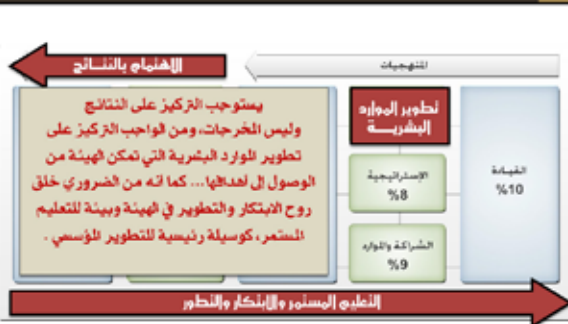 المنهجيات
الاهتمام بالنتائج
القيادة
%10
تطوير الموارد
البشرية
الإستراتيجية
%8
الشراكة والموارد
%9
يستوجب التركيز على النتائج
وليس المخرجات، ومن الواجب التركيز على
تطوير الموارد البشرية التي تمكن الهيئة من
الوصول إلى أهدافها... كما أنه من الضروري خلق
روح الابتكار والتطوير في الهيئة وبيئة للتعليم
المستمر، كوسيلة رئيسية للتطوير المؤسسي .
التعليم المستمر والابتكار والتطور